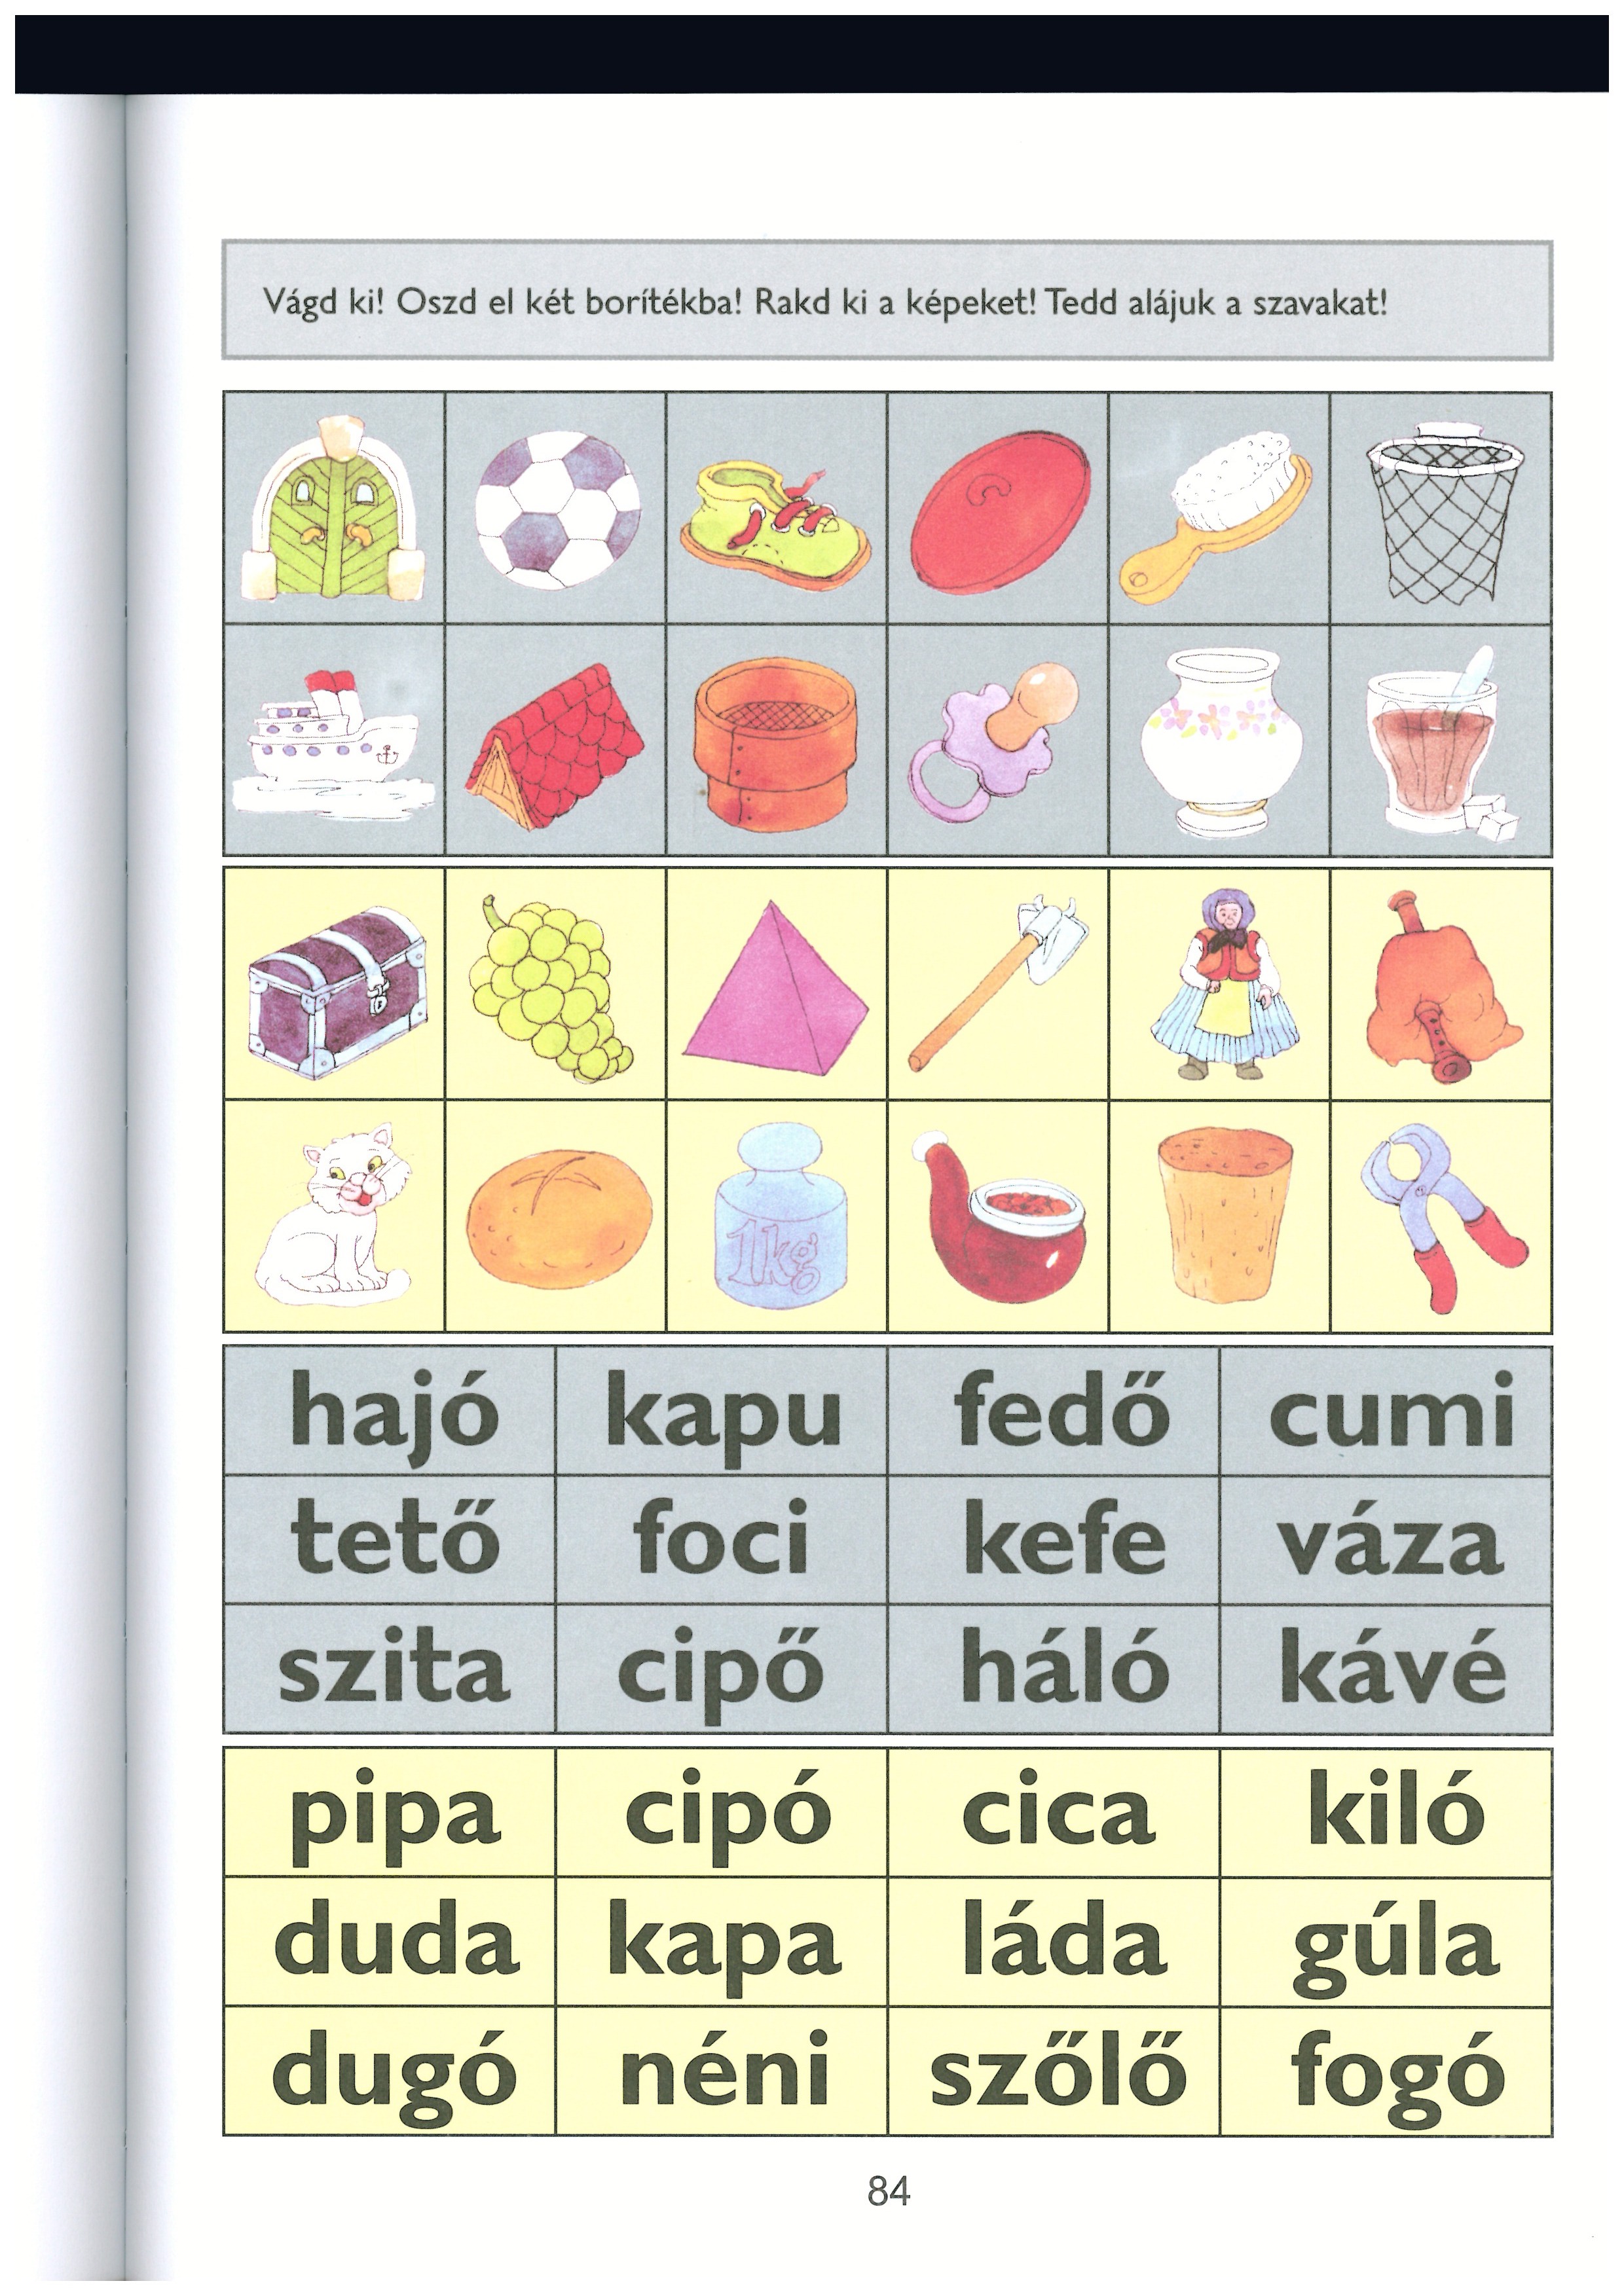 Vágd ki! Oszd el két borítékba! Rakd ki a képeket! Tedd alájuk a szavakat!
1kg
hajó kapu fedő cumi
tető foci kefe váza
szita cipő háló kávé
pipa cipó cica kiló
duda kapa láda gúla
dugó néni szőlő fogó
84